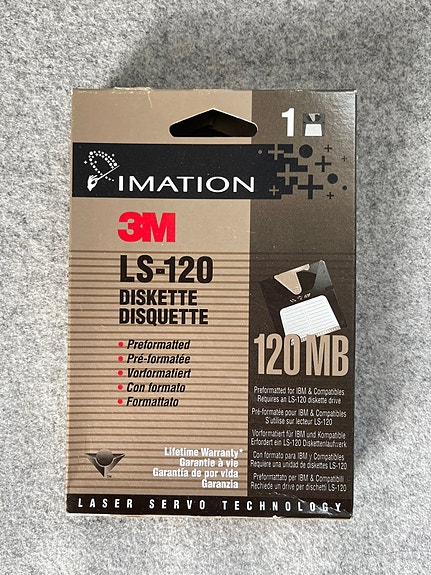 1
IMATION
3M
LS-120
DISKETTE
DISQUETTE
• Preformatted
• Pré-formatée
• Vorformatiert
• Con formato
• Formattato
120 MB
Preformatted for IBM & Compatibles
Requires an LS-120 diskette drive
Pré-formatée pour IBM & Compatibles
S'utilise sur lecteur LS-120
Vorformatiert für IBM und Kompatible
Erfordert ein LS-120 Diskettenlaufwerk
Con formato para IBM y Compatibles
Requiere una unidad de diskettes LS-120
Preformattato per IBM & Compatibili
Richiede un drive per dischetti LS-120
Lifetime Warranty*
Garantie à vie
Garantía de por vida
Garanzia
LASER SERVO TECHNOLOGY